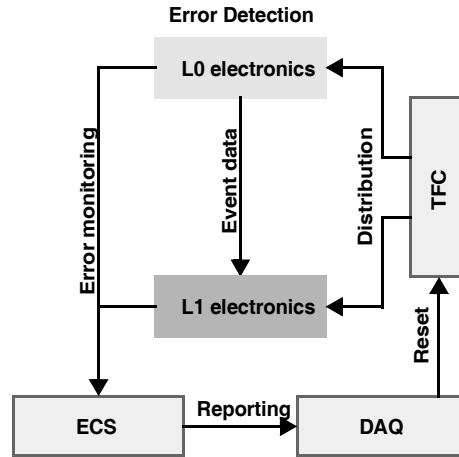 Error Detection
L0 electronics
Error monitoring
Event data
Distribution
TFC
L1 electronics
Reset
ECS
Reporting
DAQ